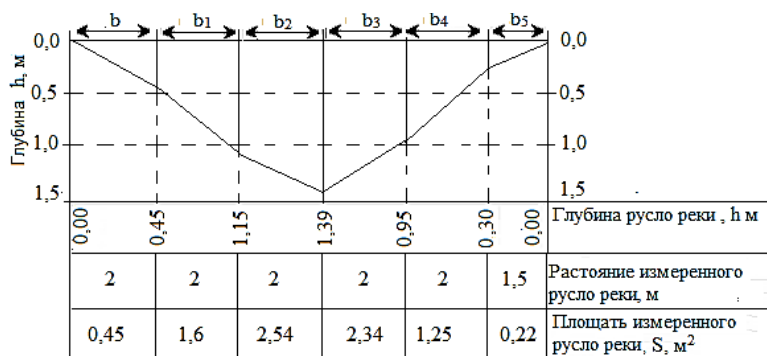 b b₁ b₂ b₃ b₄ b₅
0,0 0,0
0,5 0,5
1,0 1,0
1,5 1,5
Глубина h, м
0,00 0,45 1,15 1,39 0,95 0,30 0,00 Глубина русло реки , h м
2 2 2 2 2 1,5 Растояние измеренного
русло реки, м
0,45 1,6 2,54 2,34 1,25 0,22 Площать измеренного
русло реки, S, м²